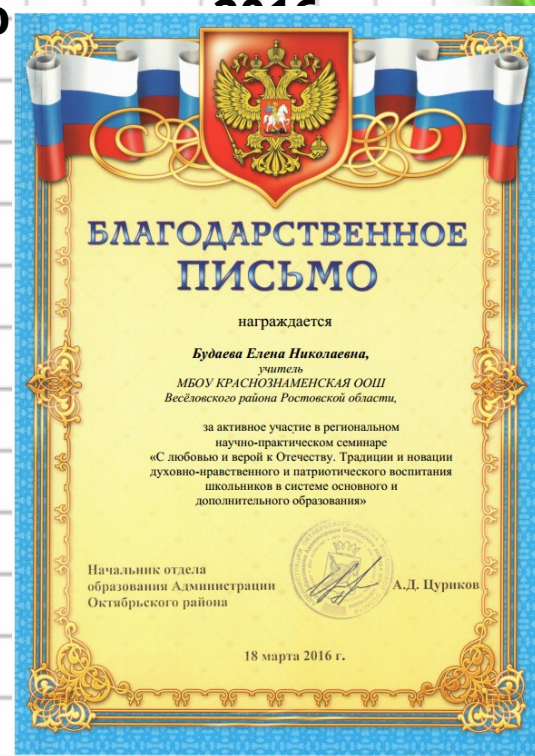 2016
БЛАГОДАРСТВЕННОЕ
ПИСЬМО
награждается
Будаева Елена Николаевна,
учитель
МБОУ КРАСНОЗНАМЕНСКАЯ ООШ
Весёловского района Ростовской области,
за активное участие в региональном
научно-практическом семинаре
«С любовью и верой к Отечеству. Традиции и новации
духовно-нравственного и патриотического воспитания
школьников в системе основного и
дополнительного образования»
Начальник отдела
образования Администрации
Октябрьского района
А.Д. Цуриков
18 марта 2016 г.